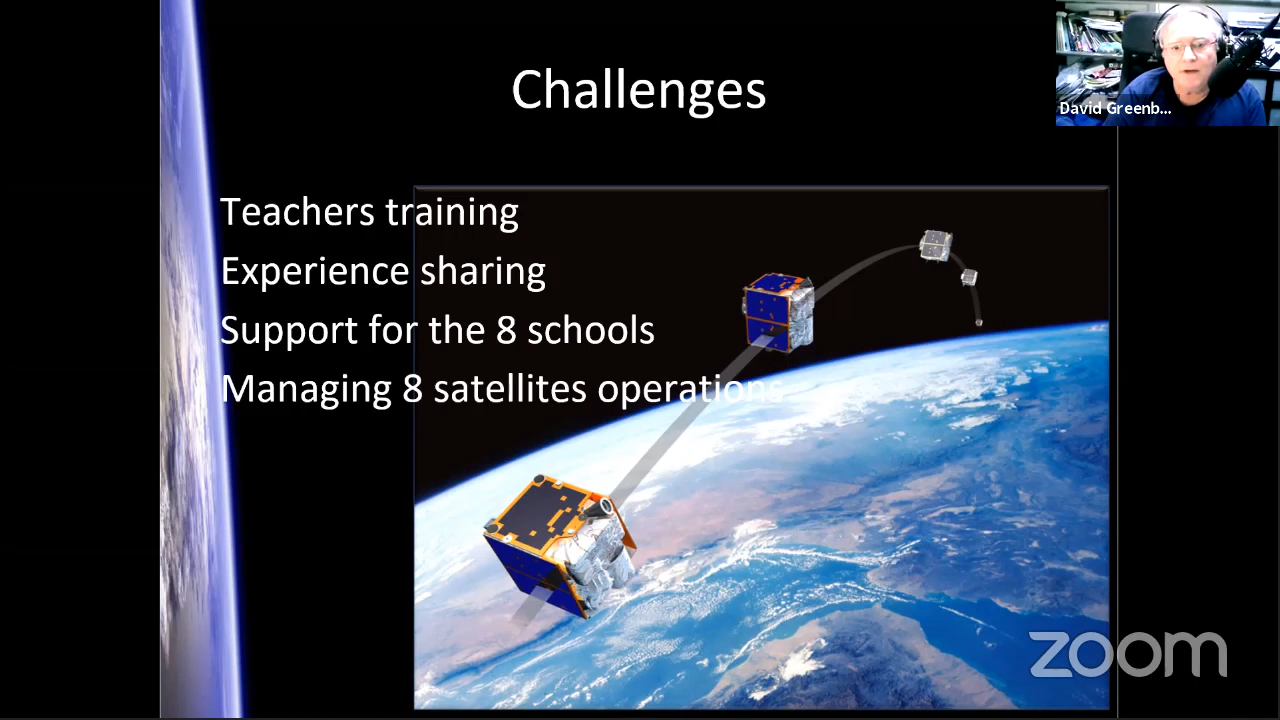 Challenges
David Greenb...
Teachers training
Experience sharing
Support for the 8 schools
Managing 8 satellites operations
zoom